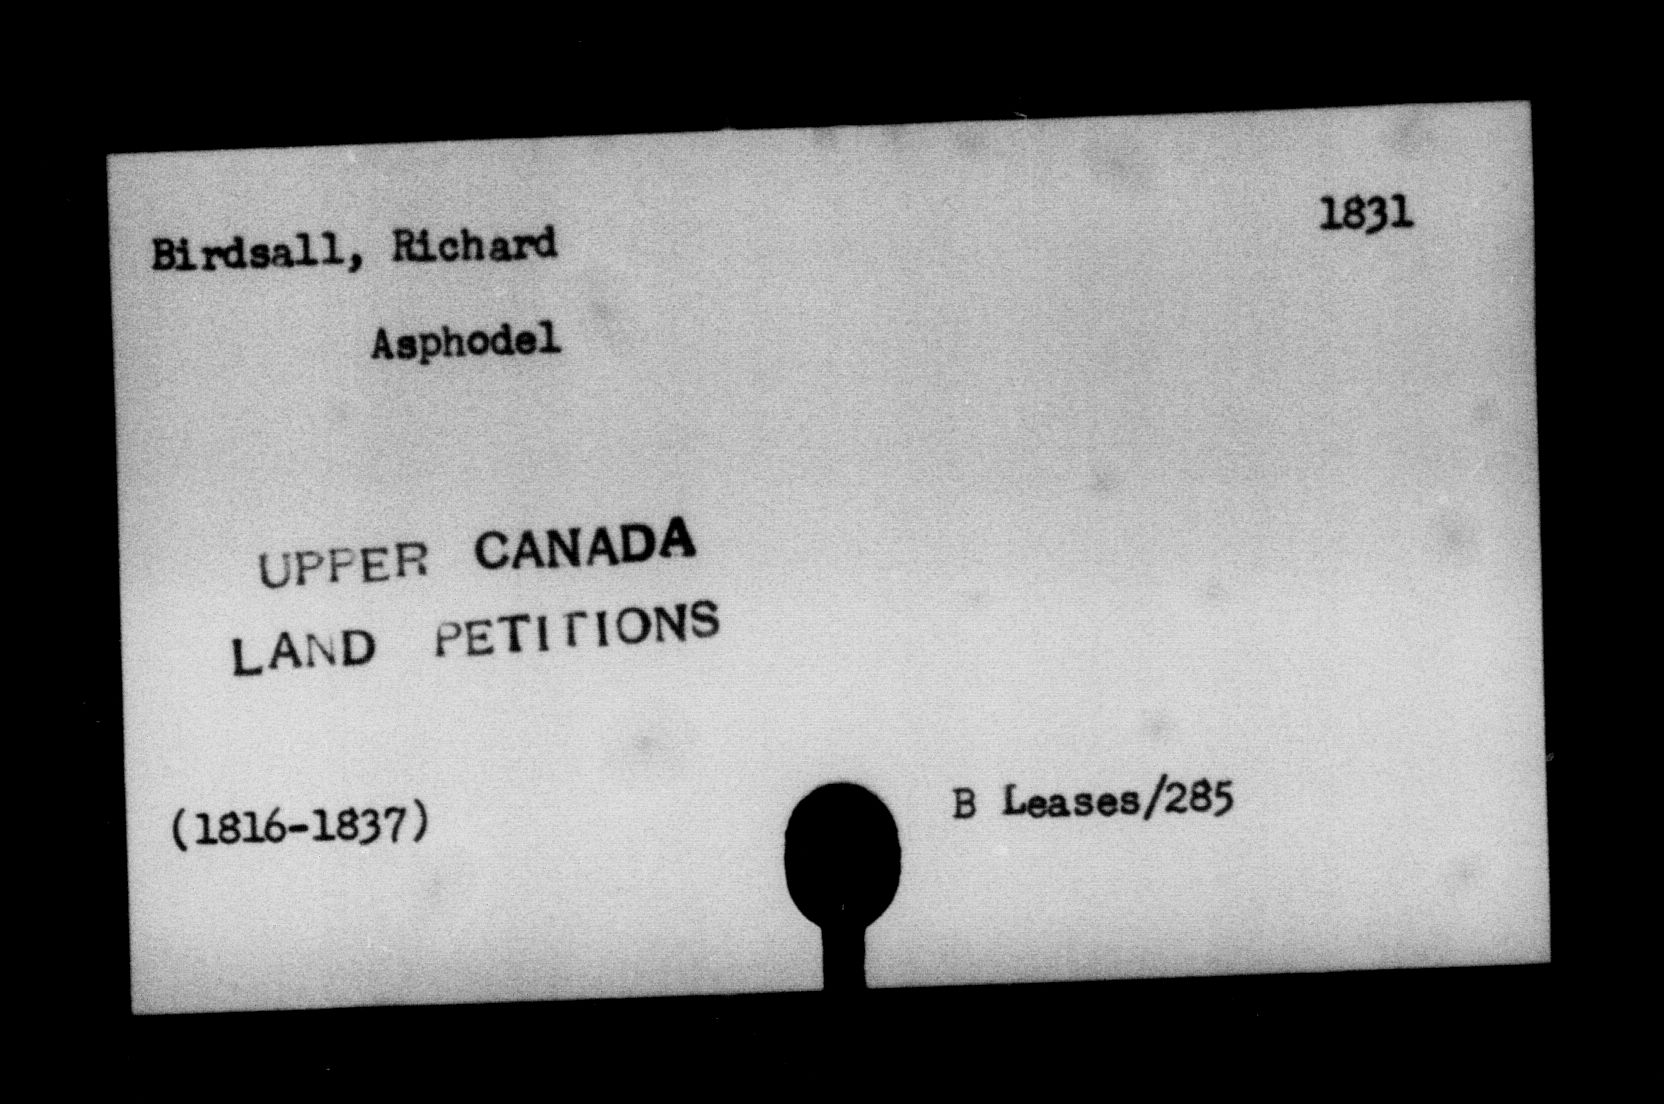 Birdsall, Richard 1831
Asphodel
UPPER CANADA
LAND PETITIONS
(1816-1837) B Leases/285